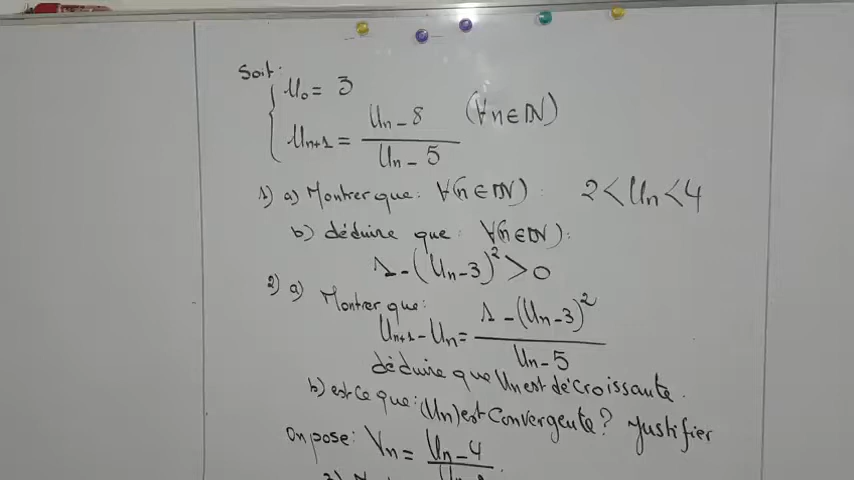 Soit:
U₀ = 3
Uₙ₊₁ = (Uₙ - 8)/(Uₙ - 5) (∀n∈ℕ)
1) a) Montrer que: ∀(n∈ℕ): 2 < Uₙ < 4
b) déduire que: ∀(n∈ℕ):
1 - (Uₙ - 3)² > 0
2) a) Montrer que:
Uₙ₊₁ - Uₙ = (1 - (Uₙ - 3)²)/(Uₙ - 5)
déduire que Uₙ est décroissante.
b) est ce que: (Uₙ) est convergente? justifier
On pose: Vₙ = Uₙ - 4